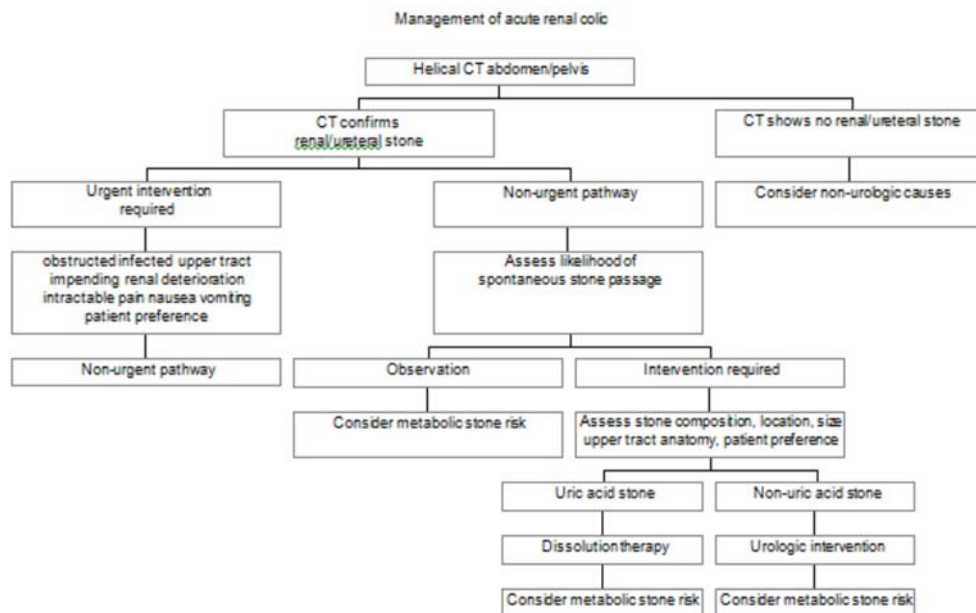 Management of acute renal colic
Helical CT abdomen/pelvis
CT confirms
renal/ureteral stone
CT shows no renal/ureteral stone
Urgent intervention
required
Non-urgent pathway
Consider non-urologic causes
obstructed infected upper tract
impending renal deterioration
intractable pain nausea vomiting
patient preference
Assess likelihood of
spontaneous stone passage
Non-urgent pathway
Observation
Intervention required
Consider metabolic stone risk
Assess stone composition, location, size
upper tract anatomy, patient preference
Uric acid stone
Non-uric acid stone
Dissolution therapy
Urologic intervention
Consider metabolic stone risk
Consider metabolic stone risk